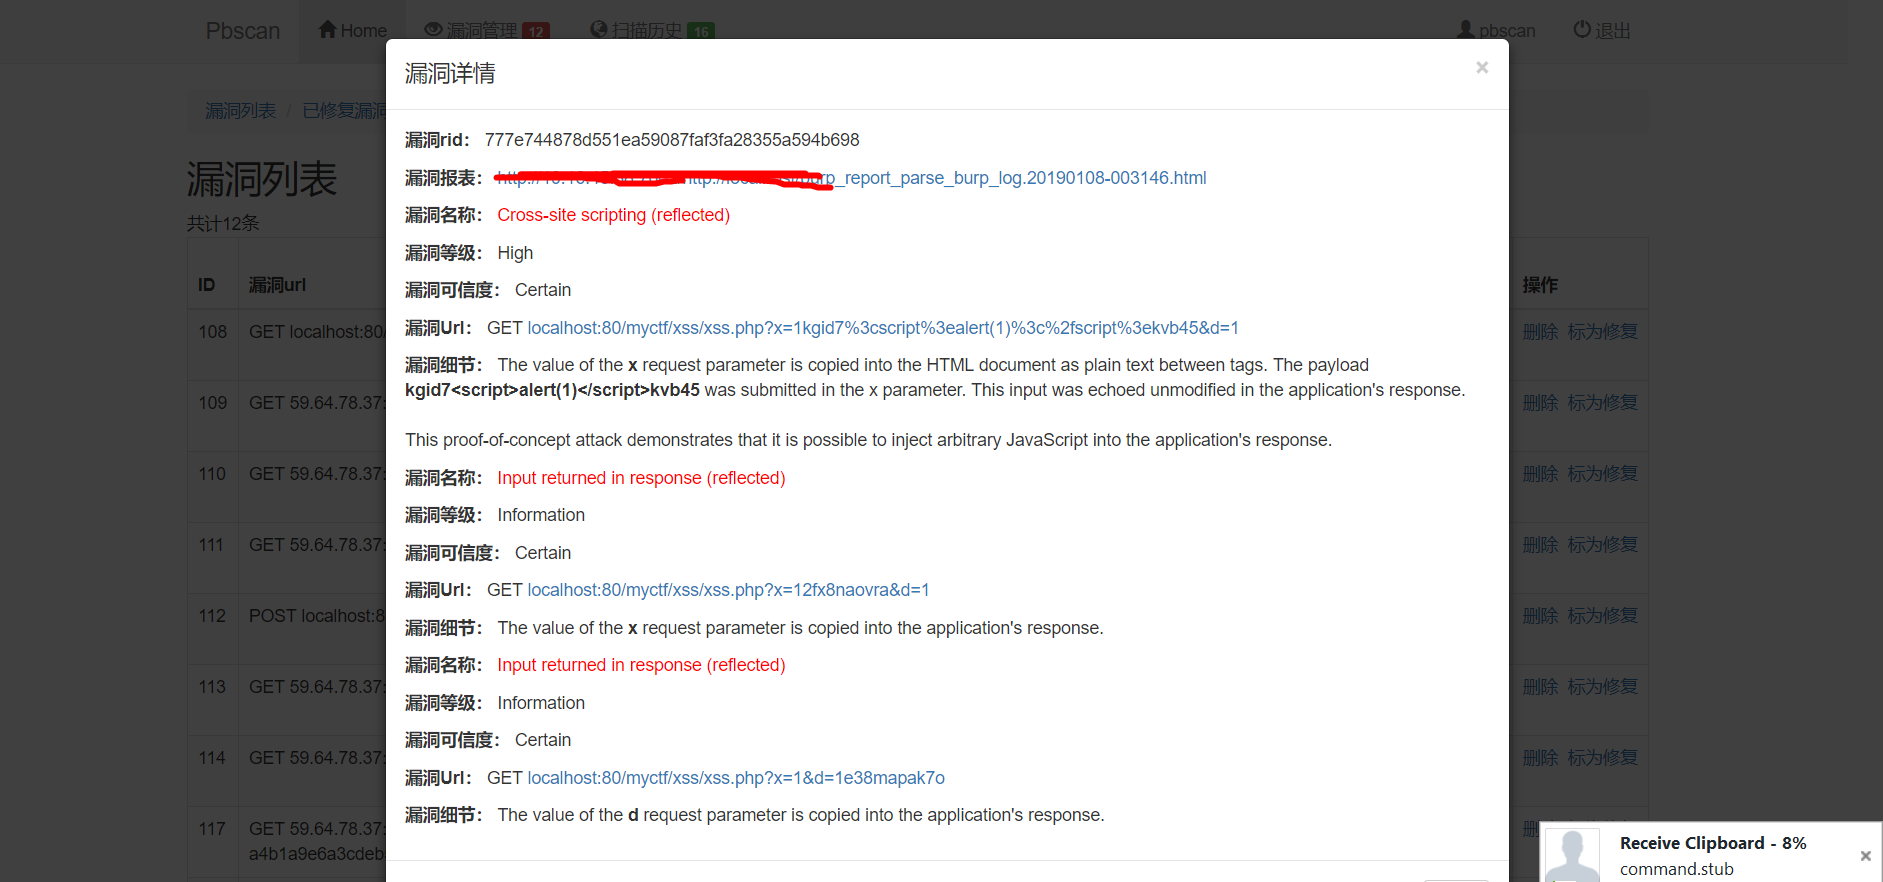 Pbscan Home 漏洞管理 12 扫描历史 16 pbscan 退出
漏洞列表 / 已修复漏洞
漏洞列表
共计12条
ID 漏洞url 操作
108 GET localhost:80/ 删除 标为修复
109 GET 59.64.78.37: 删除 标为修复
110 GET 59.64.78.37: 删除 标为修复
111 GET 59.64.78.37: 删除 标为修复
112 POST localhost:8 删除 标为修复
113 GET 59.64.78.37: 删除 标为修复
114 GET 59.64.78.37: 删除 标为修复
117 GET 59.64.78.37:
a4b1a9e6a3cdeb
漏洞详情 ×
漏洞rid： 777e744878d551ea59087faf3fa28355a594b698
漏洞报表： _report_parse_burp_log.20190108-003146.html
漏洞名称： Cross-site scripting (reflected)
漏洞等级： High
漏洞可信度： Certain
漏洞Url： GET localhost:80/myctf/xss/xss.php?x=1kgid7%3cscript%3ealert(1)%3c%2fscript%3ekvb45&d=1
漏洞细节： The value of the x request parameter is copied into the HTML document as plain text between tags. The payload
kgid7<script>alert(1)</script>kvb45 was submitted in the x parameter. This input was echoed unmodified in the application's response.
This proof-of-concept attack demonstrates that it is possible to inject arbitrary JavaScript into the application's response.
漏洞名称： Input returned in response (reflected)
漏洞等级： Information
漏洞可信度： Certain
漏洞Url： GET localhost:80/myctf/xss/xss.php?x=12fx8naovra&d=1
漏洞细节： The value of the x request parameter is copied into the application's response.
漏洞名称： Input returned in response (reflected)
漏洞等级： Information
漏洞可信度： Certain
漏洞Url： GET localhost:80/myctf/xss/xss.php?x=1&d=1e38mapak7o
漏洞细节： The value of the d request parameter is copied into the application's response.
Receive Clipboard - 8%
command.stub